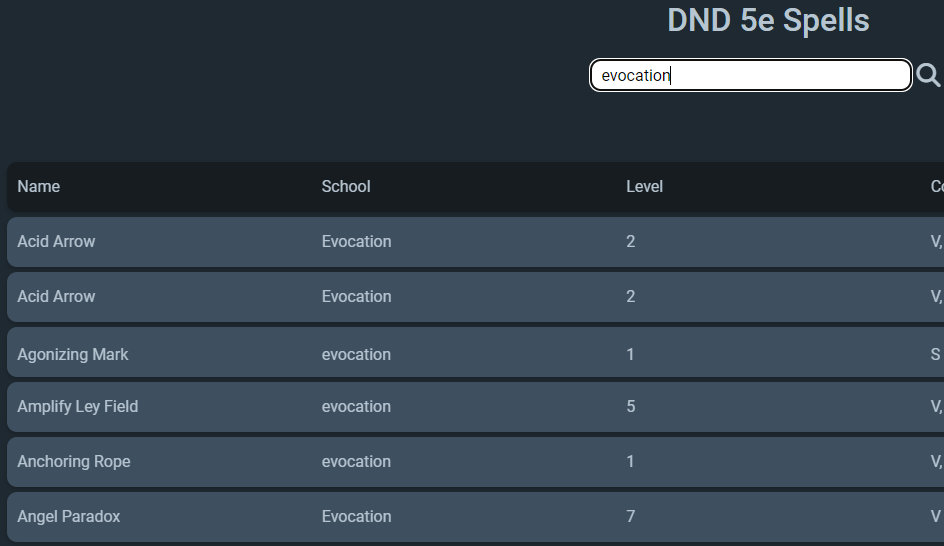 DND 5e Spells
evocation
Name School Level
Acid Arrow Evocation 2 V,
Acid Arrow Evocation 2 V,
Agonizing Mark evocation 1 S
Amplify Ley Field evocation 5 V,
Anchoring Rope evocation 1 V,
Angel Paradox Evocation 7 V